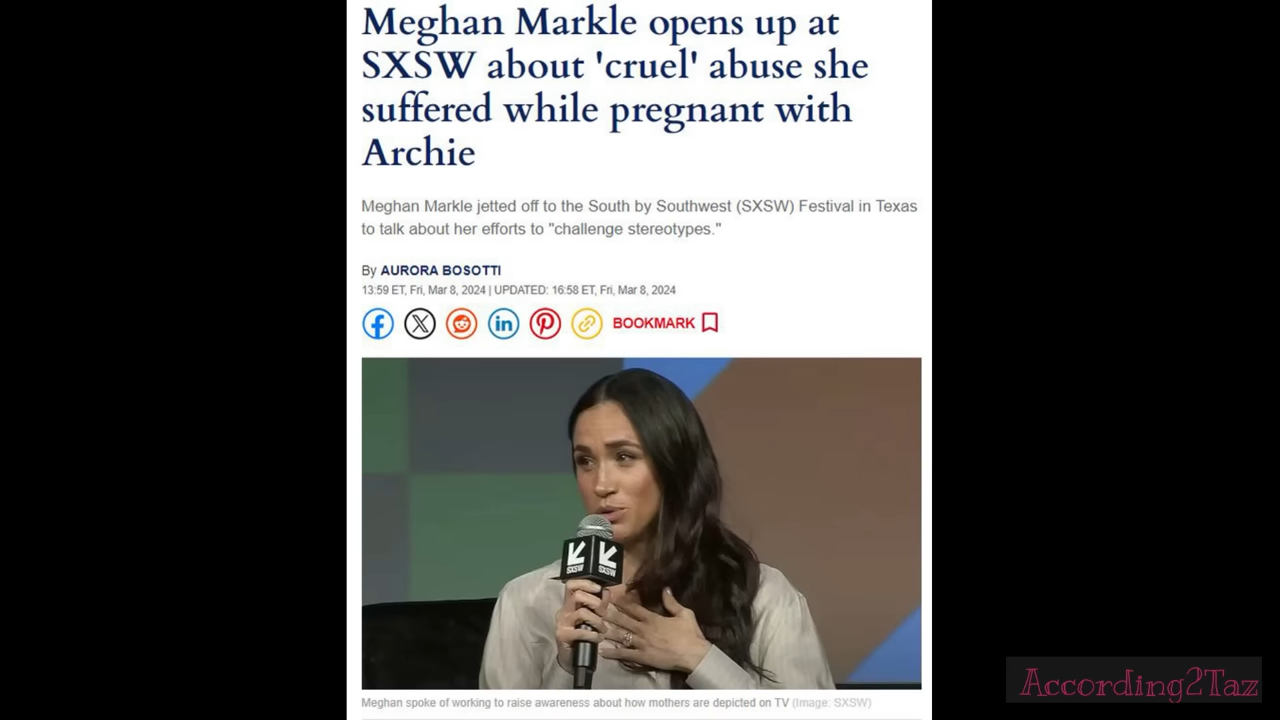 Meghan Markle opens up at
SXSW about 'cruel' abuse she
suffered while pregnant with
Archie
Meghan Markle jetted off to the South by Southwest (SXSW) Festival in Texas
to talk about her efforts to "challenge stereotypes."
By AURORA BOSOTTI
13:59 ET, Fri, Mar 8, 2024 | UPDATED: 16:58 ET, Fri, Mar 8, 2024
BOOKMARK
SXSW SXSW
Meghan spoke of working to raise awareness about how mothers are depicted on TV (Image: SXSW)
According2Taz